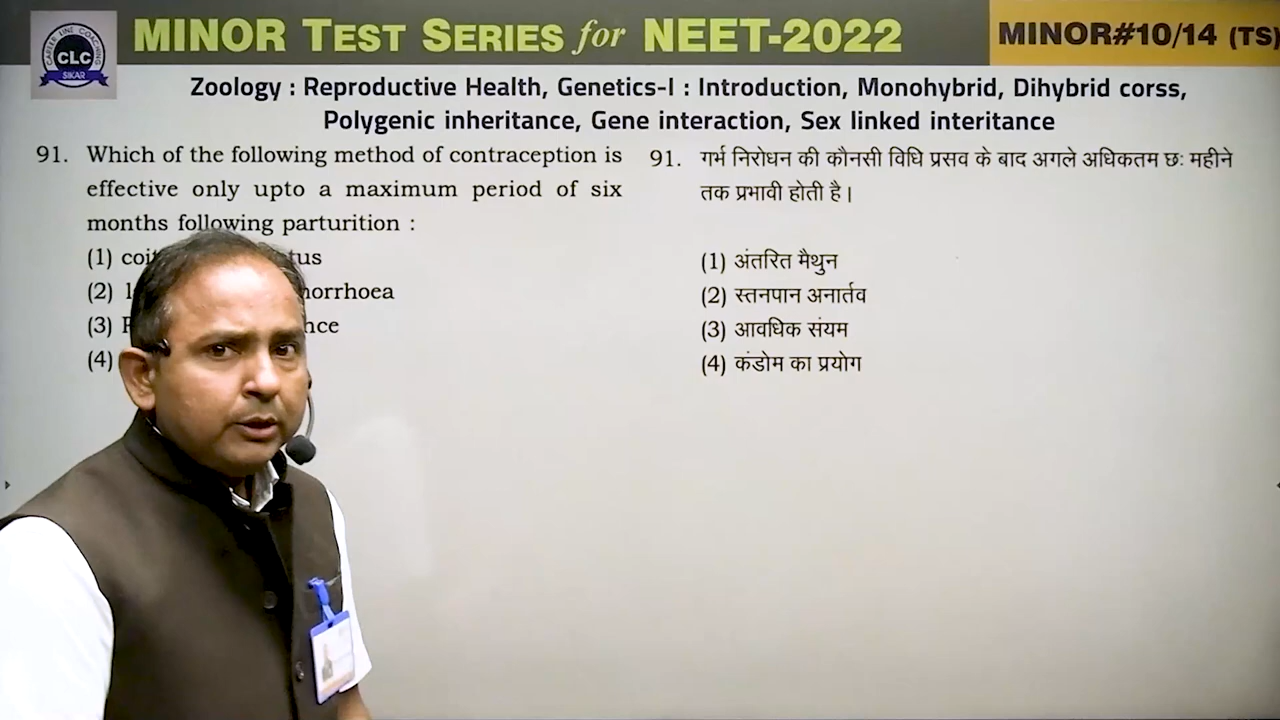 CAREER LINE COACHING
CLC
SIKAR
MINOR TEST SERIES for NEET-2022
MINOR#10/14 (TS)
Zoology : Reproductive Health, Genetics-I : Introduction, Monohybrid, Dihybrid corss,
Polygenic inheritance, Gene interaction, Sex linked interitance
91. Which of the following method of contraception is
effective only upto a maximum period of six
months following parturition :
(1)
(2)
(3)
(4)
91. गर्भ निरोधन की कौनसी विधि प्रसव के बाद अगले अधिकतम छः महीने
तक प्रभावी होती है।
(1) अंतरित मैथुन
(2) स्तनपान अनार्तव
(3) आवधिक संयम
(4) कंडोम का प्रयोग